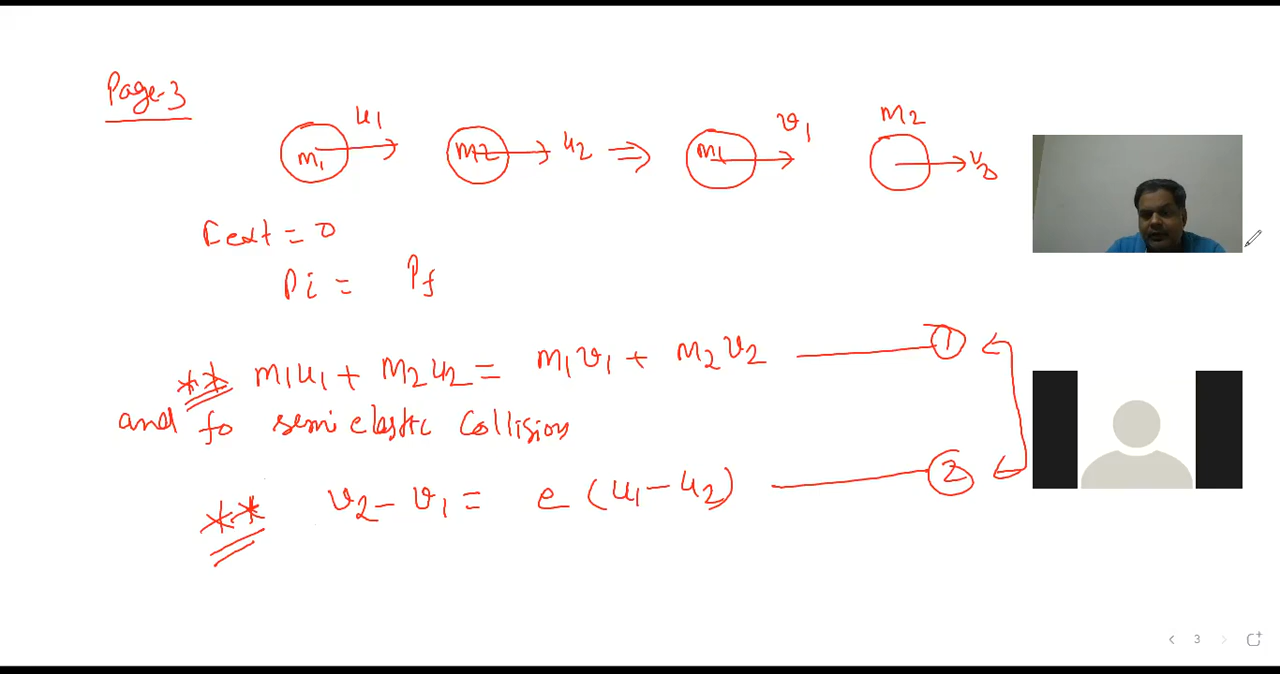 Page-3
u1 u2 ⇒ v1 m2
m1 m2 m1 v2
Fext = 0
Pi = Pf
** m1u1 + m2u2 = m1v1 + m2v2 ①
and fo semi elastic Collision
** v2 - v1 = e (u1 - u2) ②
3